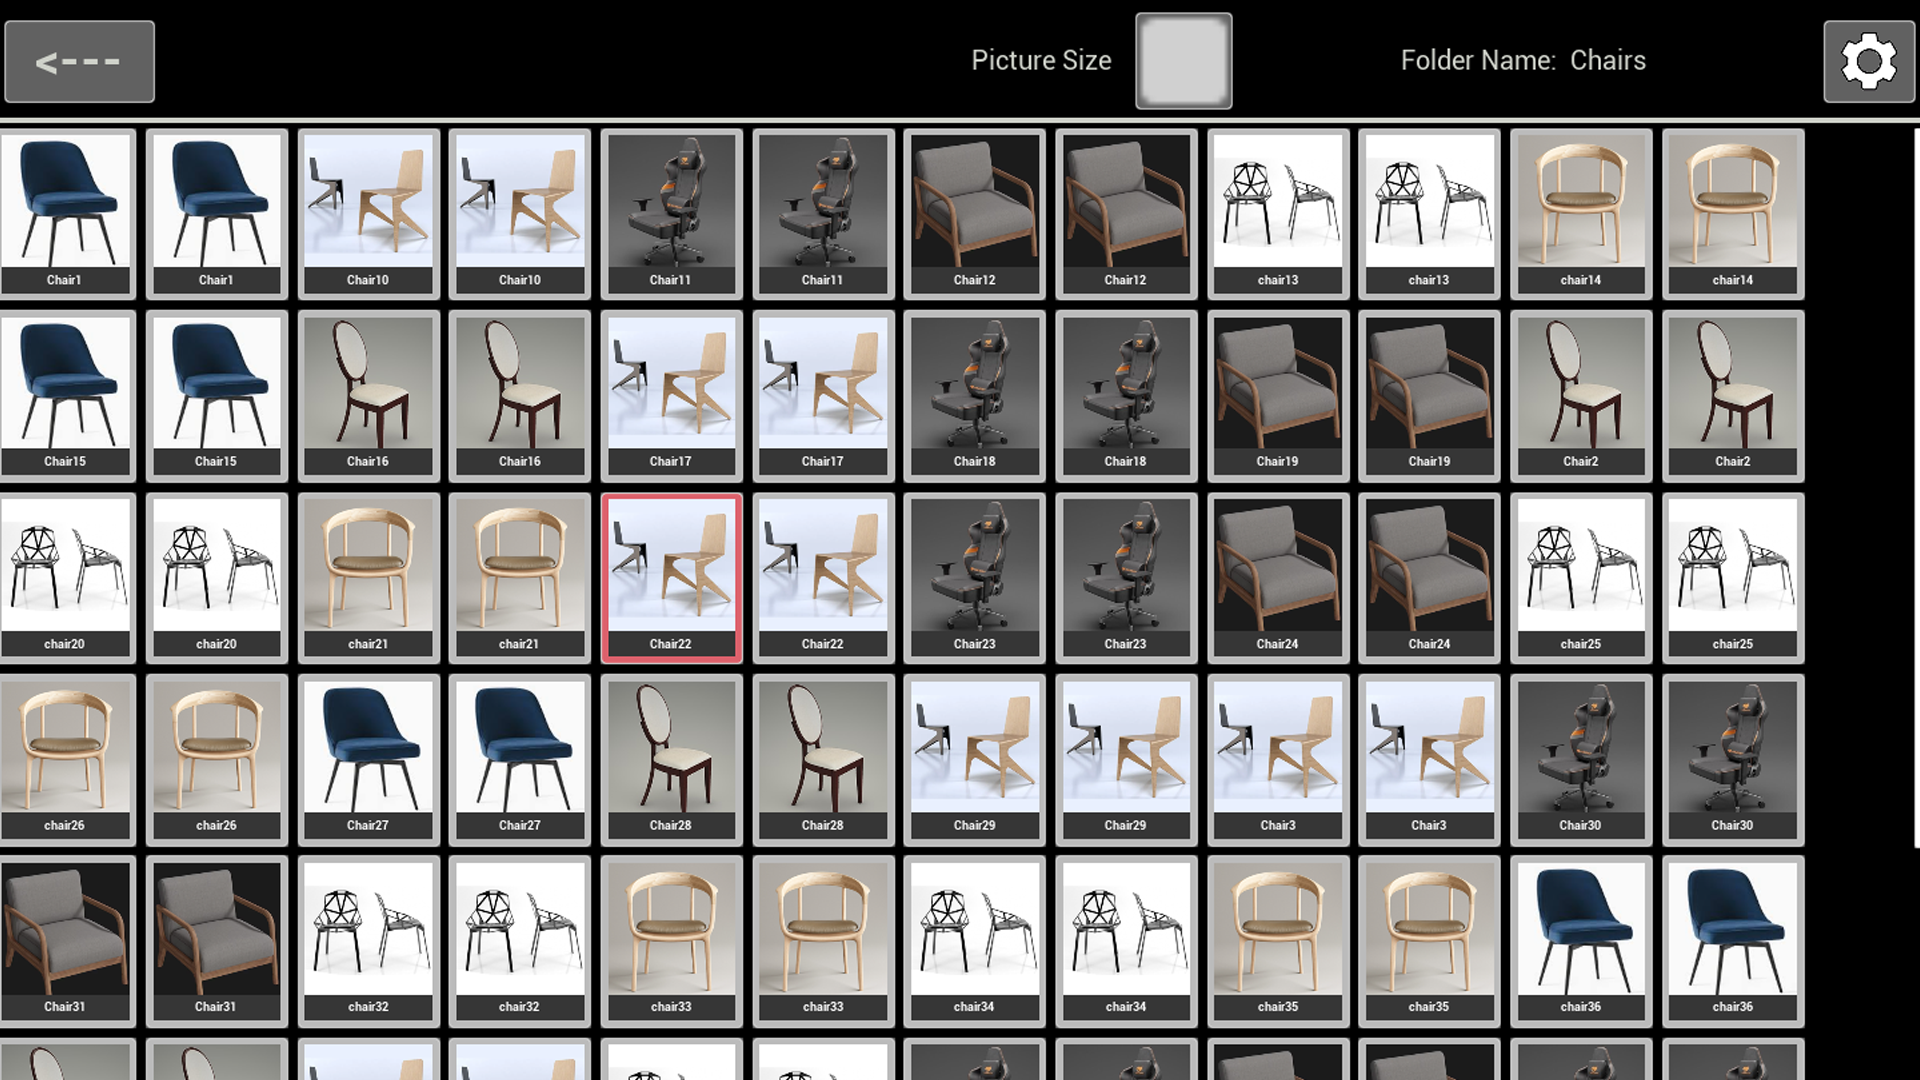 <---
Picture Size
Folder Name: Chairs
Chair1 Chair1 Chair10 Chair10 Chair11 Chair11 Chair12 Chair12 chair13 chair13 chair14 chair14
Chair15 Chair15 Chair16 Chair16 Chair17 Chair17 Chair18 Chair18 Chair19 Chair19 Chair2 Chair2
chair20 chair20 chair21 chair21 Chair22 Chair22 Chair23 Chair23 Chair24 Chair24 chair25 chair25
chair26 chair26 Chair27 Chair27 Chair28 Chair28 Chair29 Chair29 Chair3 Chair3 Chair30 Chair30
Chair31 Chair31 chair32 chair32 chair33 chair33 chair34 chair34 chair35 chair35 chair36 chair36